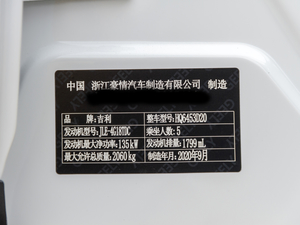 中国 浙江豪情汽车制造有限公司 制造
品牌：吉利 整车型号：HQ6453D20
发动机型号：JLE-4G18TDC 乘坐人数：5
发动机最大净功率：135kW 发动机排量：1799mL
最大允许总质量：2060kg 制造年月：2020年9月